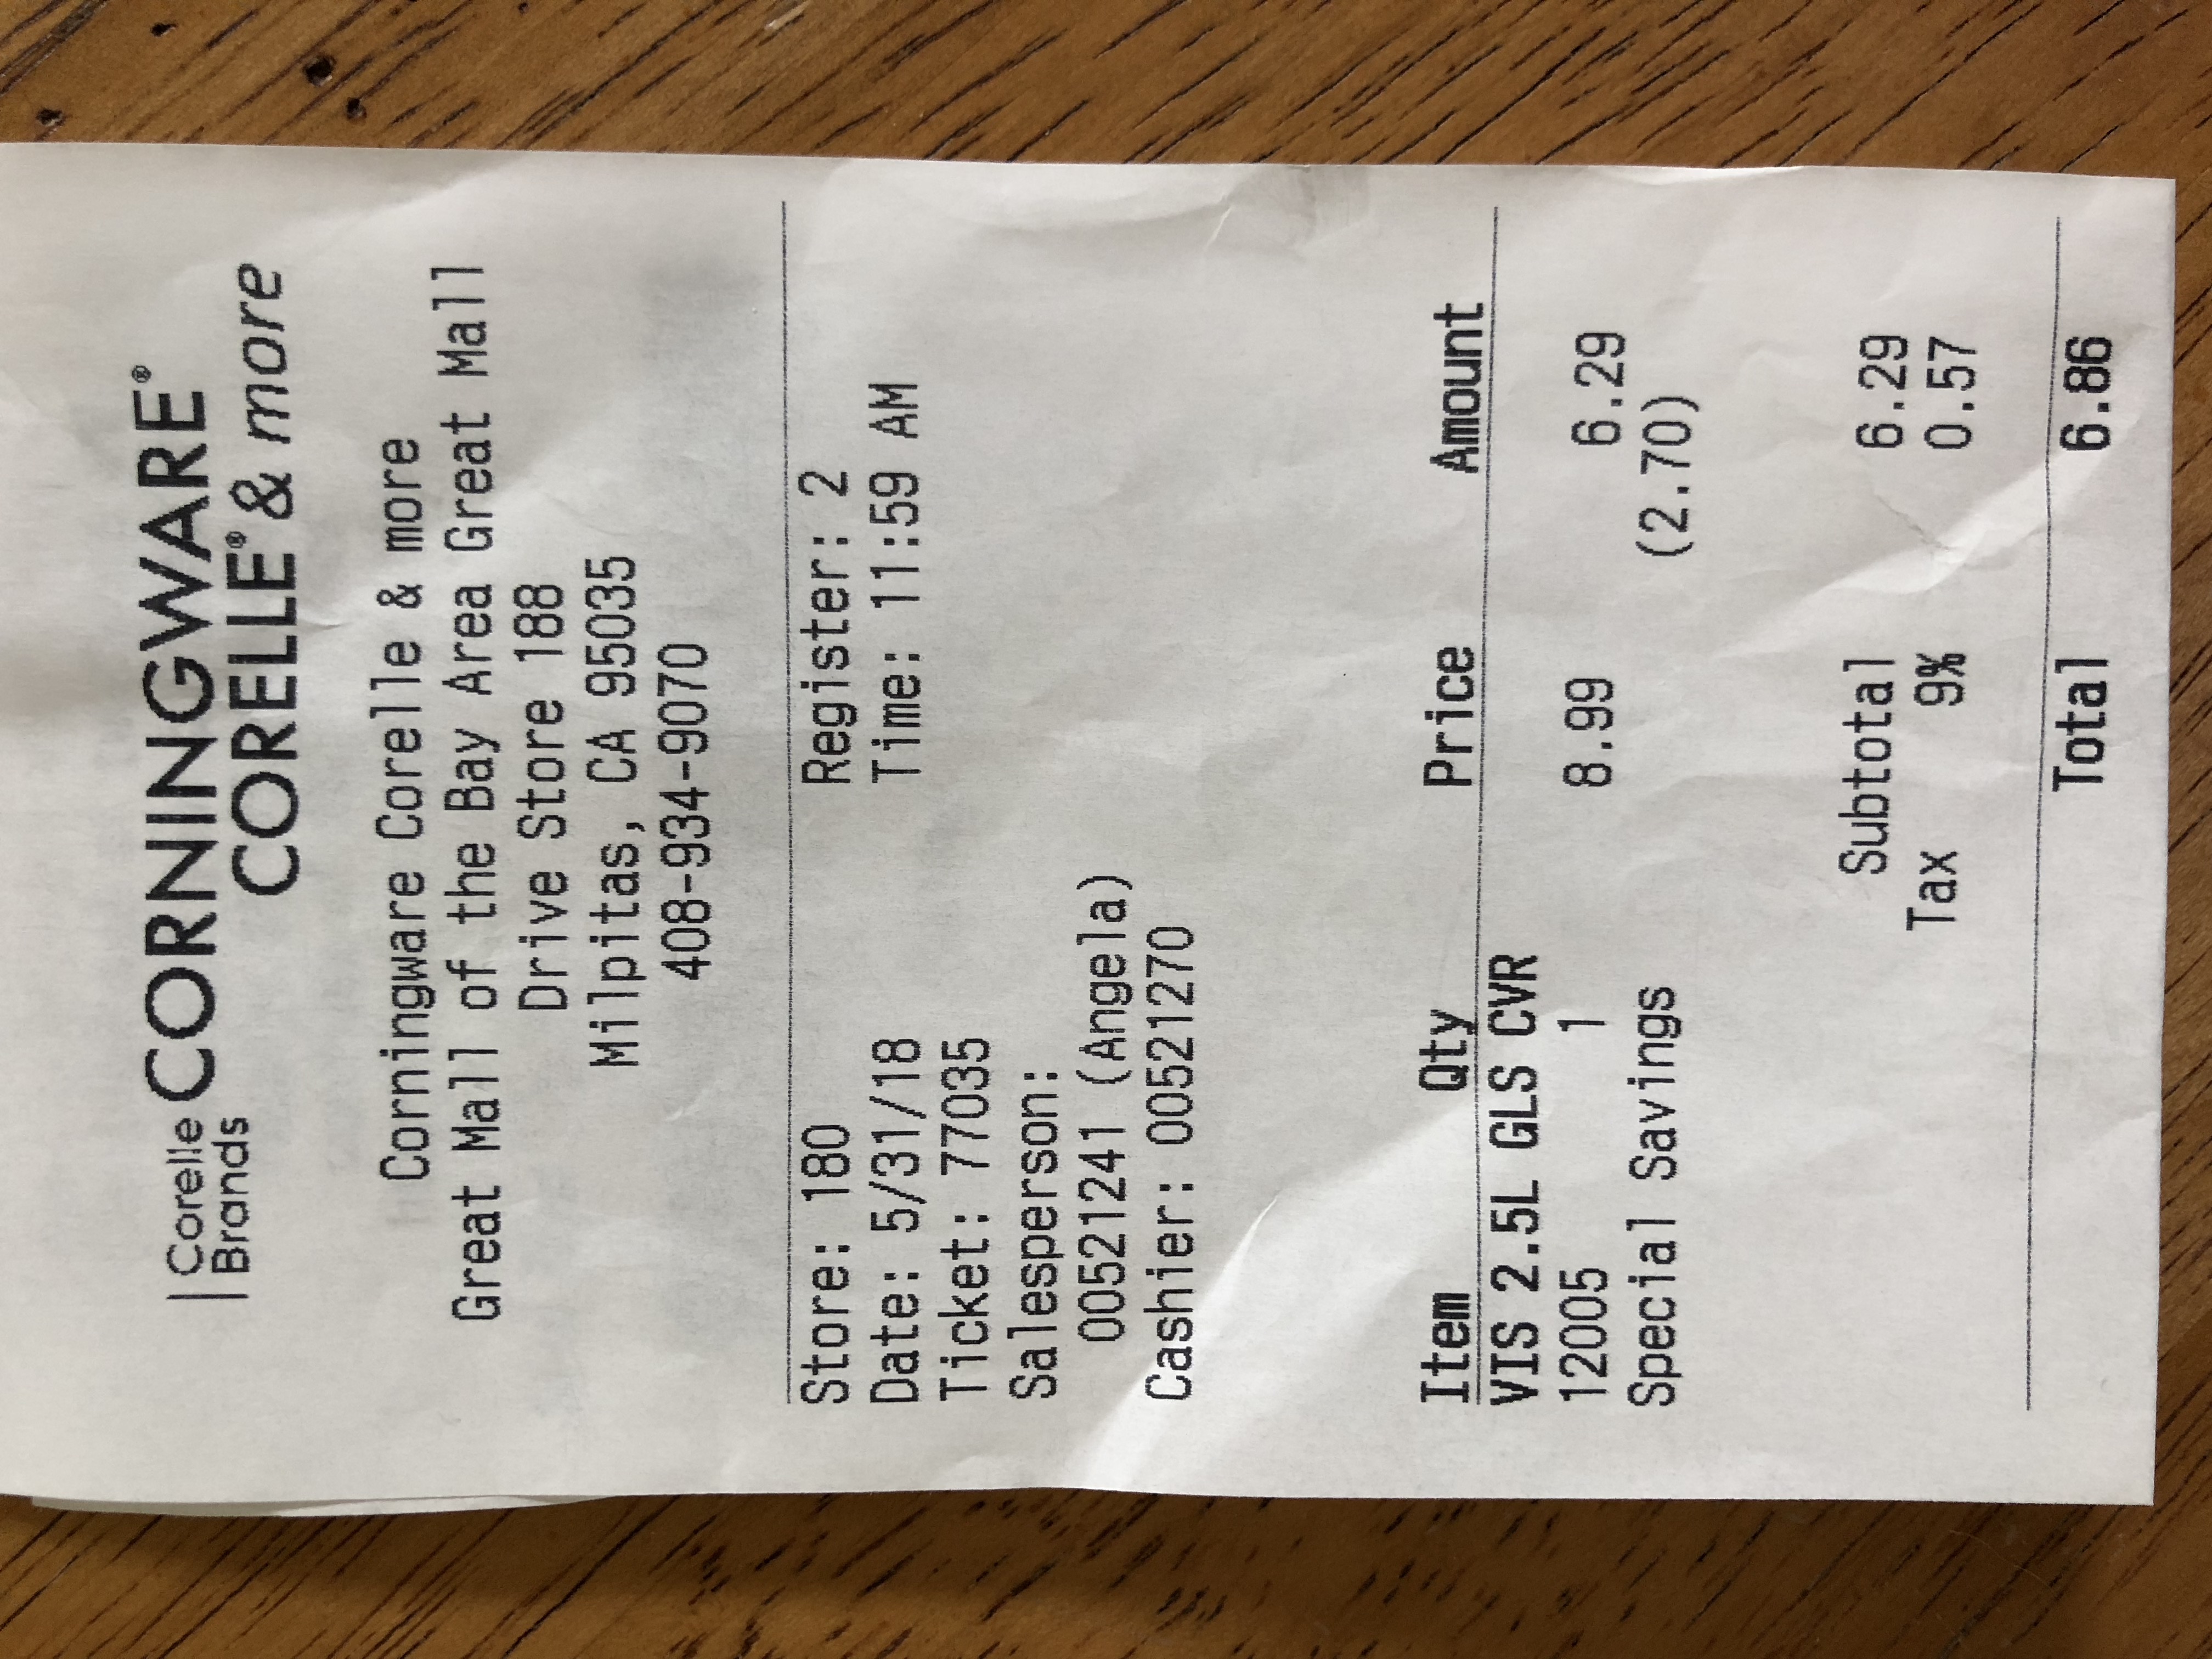 Corelle Brands CORNINGWARE®
CORELLE® & more
Corningware Corelle & more
Great Mall of the Bay Area Great Mall
Drive Store 188
Milpitas, CA 95035
408-934-9070
Store: 180 Register: 2
Date: 5/31/18 Time: 11:59 AM
Ticket: 77035
Salesperson:
00521241 (Angela)
Cashier: 00521270
Item Qty Price Amount
VIS 2.5L GLS CVR
12005 1 8.99 6.29
Special Savings (2.70)
Subtotal 6.29
Tax 9% 0.57
Total 6.86